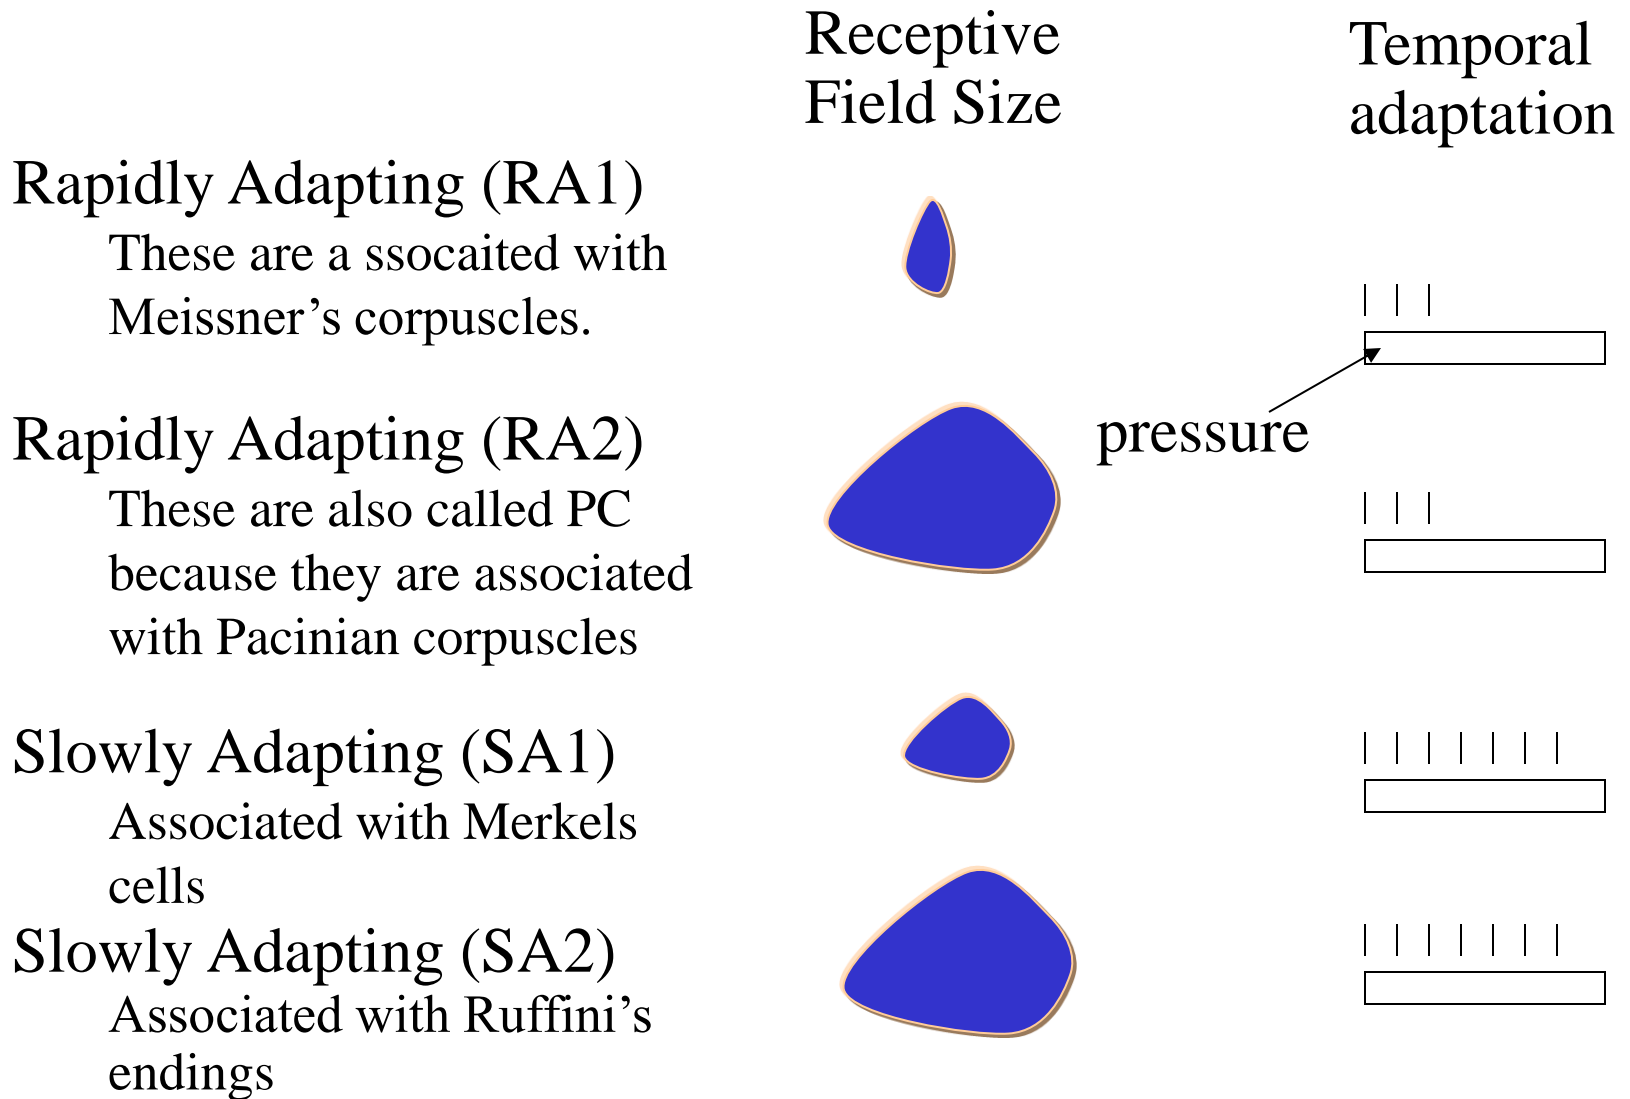 Receptive
Field Size
Temporal
adaptation
Rapidly Adapting (RA1)
These are a ssocaited with
Meissner’s corpuscles.
pressure
Rapidly Adapting (RA2)
These are also called PC
because they are associated
with Pacinian corpuscles
Slowly Adapting (SA1)
Associated with Merkels
cells
Slowly Adapting (SA2)
Associated with Ruffini’s
endings